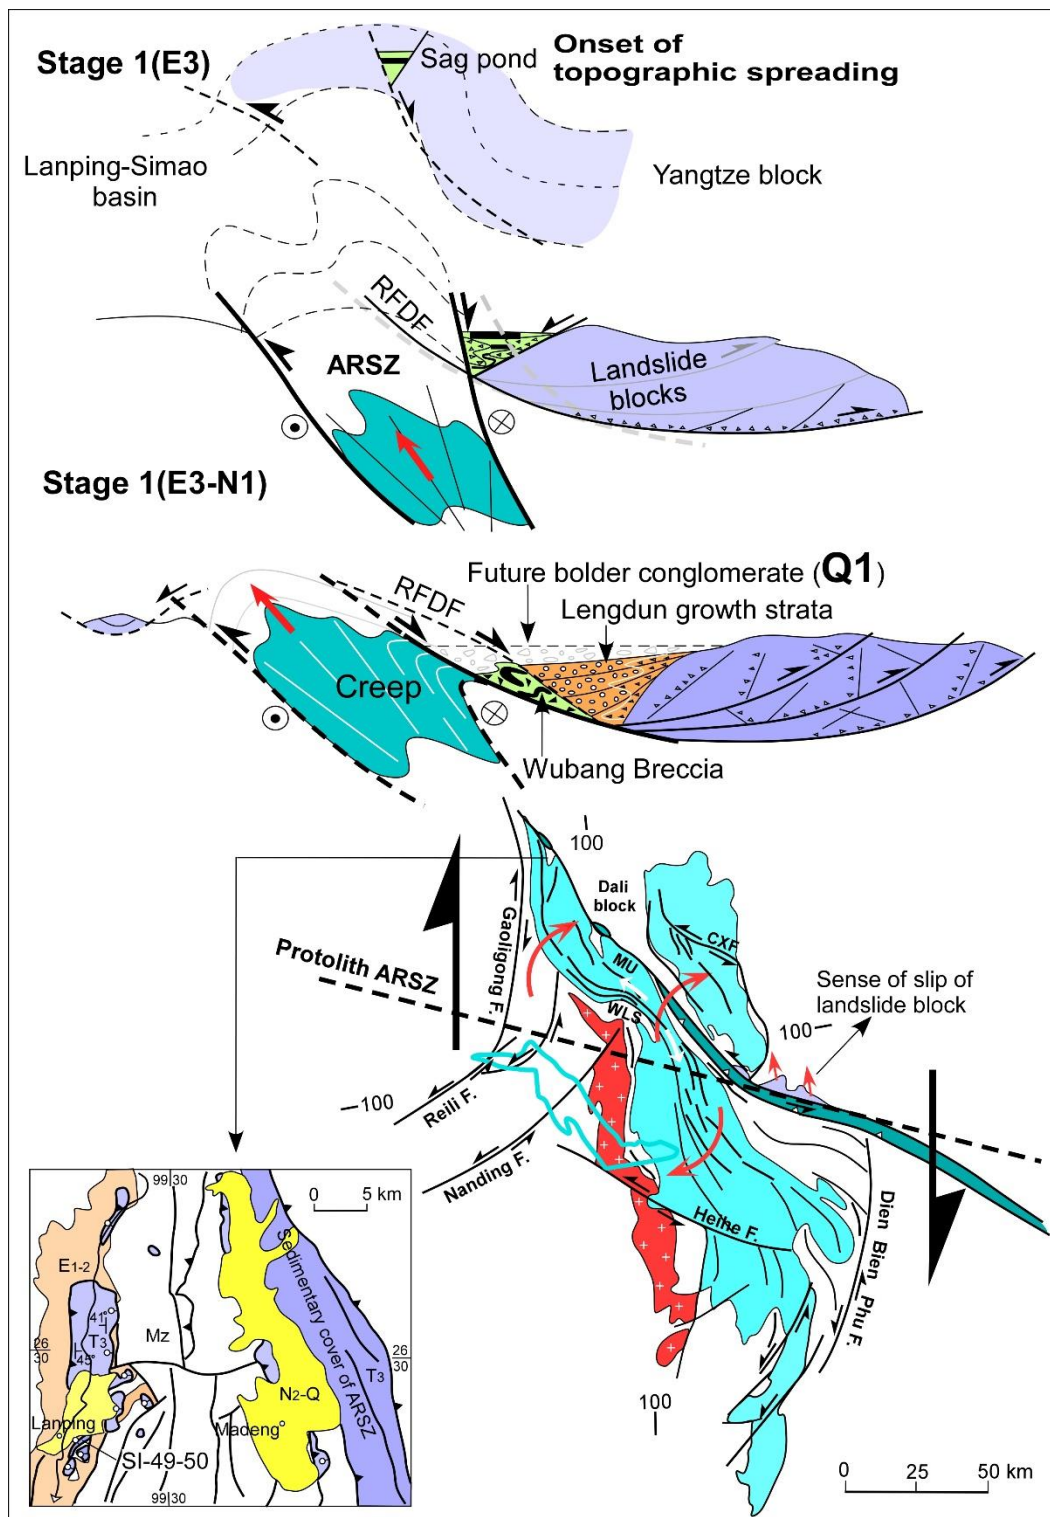 Stage 1(E3)
Sag pond
Onset of
topographic spreading
Lanping-Simao
basin
Yangtze block
RFDF
ARSZ
Landslide
blocks
Stage 1(E3-N1)
Future bolder conglomerate (Q1)
Lengdun growth strata
RFDF
Creep
Wubang Breccia
100
Dali
block
Gaoligong F.
CXF
MU
Protolith ARSZ
WLS
Sense of slip of
landslide block
100
100
Reili F.
Nanding F.
Heihe F.
Dien Bien Phu F.
100
0 25 50 km
99 30
0 5 km
E1-2
Sedimentary cover of ARSZ
41°
T3
Mz
26
30
26
30
45°
T3
N2-Q
Lanping
Madeng
SI-49-50
99 30